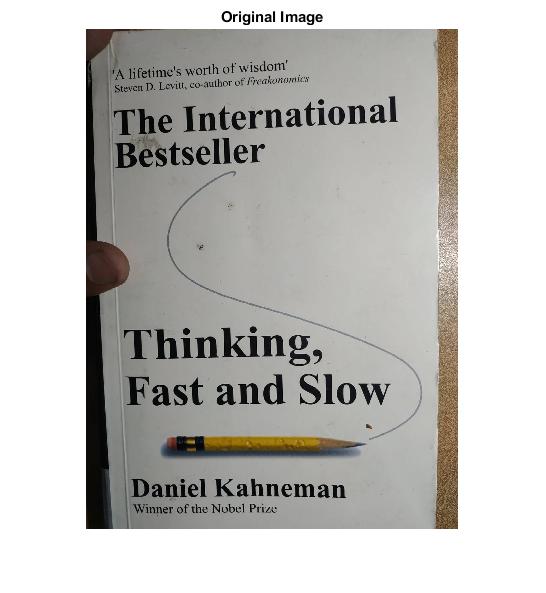 Original Image
'A lifetime's worth of wisdom'
Steven D. Levitt, co-author of Freakonomics
The International
Bestseller
Thinking,
Fast and Slow
Daniel Kahneman
Winner of the Nobel Prize